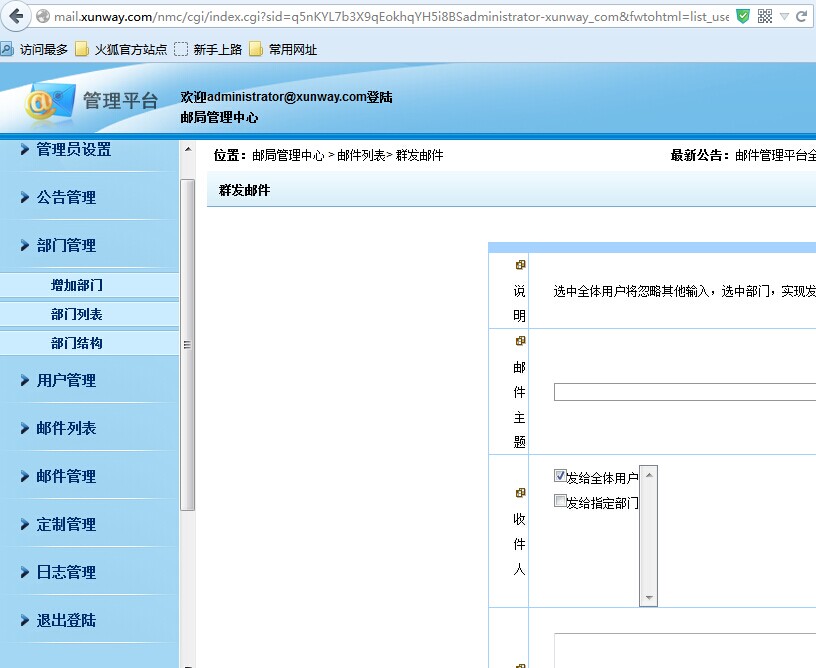 mail.xunway.com/nmc/cgi/index.cgi?sid=q5nKYL7b3X9qEokhqYH5i8BSadministrator-xunway_com&fwtohtml=list_use
访问最多 火狐官方站点 新手上路 常用网址
管理平台
欢迎administrator@xunway.com登陆
邮局管理中心
位置：邮局管理中心 > 邮件列表> 群发邮件
最新公告：邮件管理平台全
群发邮件
管理员设置
公告管理
部门管理
增加部门
部门列表
部门结构
用户管理
邮件列表
邮件管理
定制管理
日志管理
退出登陆
说明
选中全体用户将忽略其他输入，选中部门，实现发
邮件主题
收件人
发给全体用户
发给指定部门